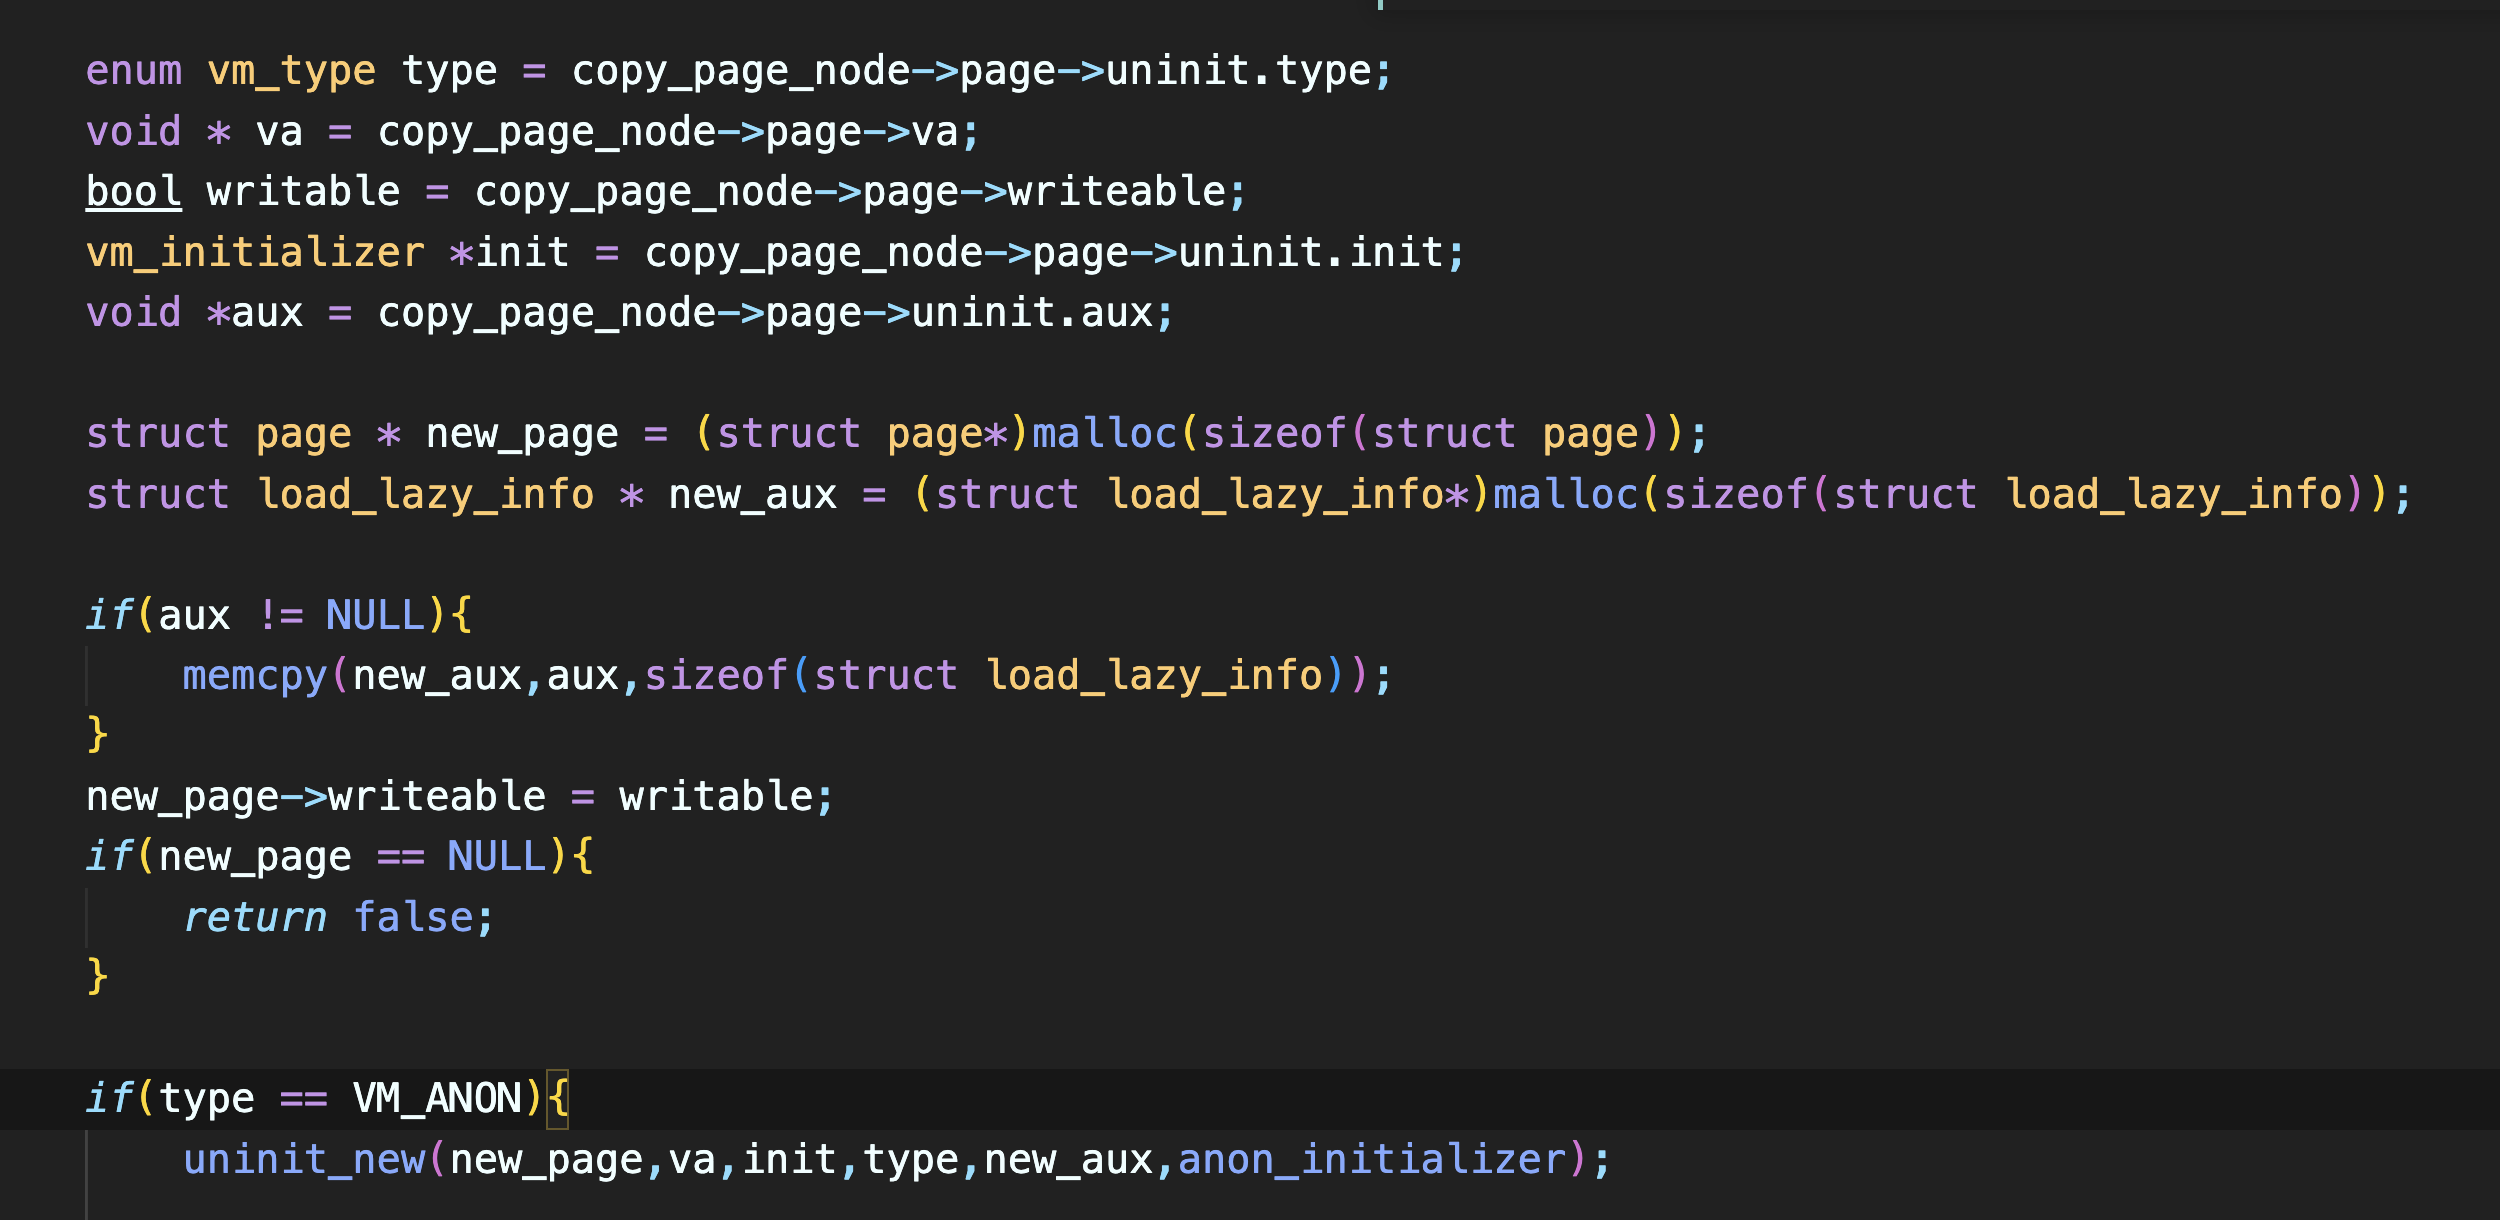 enum vm_type type = copy_page_node->page->uninit.type;
void * va = copy_page_node->page->va;
bool writable = copy_page_node->page->writeable;
vm_initializer *init = copy_page_node->page->uninit.init;
void *aux = copy_page_node->page->uninit.aux;
struct page * new_page = (struct page*)malloc(sizeof(struct page));
struct load_lazy_info * new_aux = (struct load_lazy_info*)malloc(sizeof(struct load_lazy_info));
if(aux != NULL){
    memcpy(new_aux,aux,sizeof(struct load_lazy_info));
}
new_page->writeable = writable;
if(new_page == NULL){
    return false;
}
if(type == VM_ANON){
    uninit_new(new_page,va,init,type,new_aux,anon_initializer);